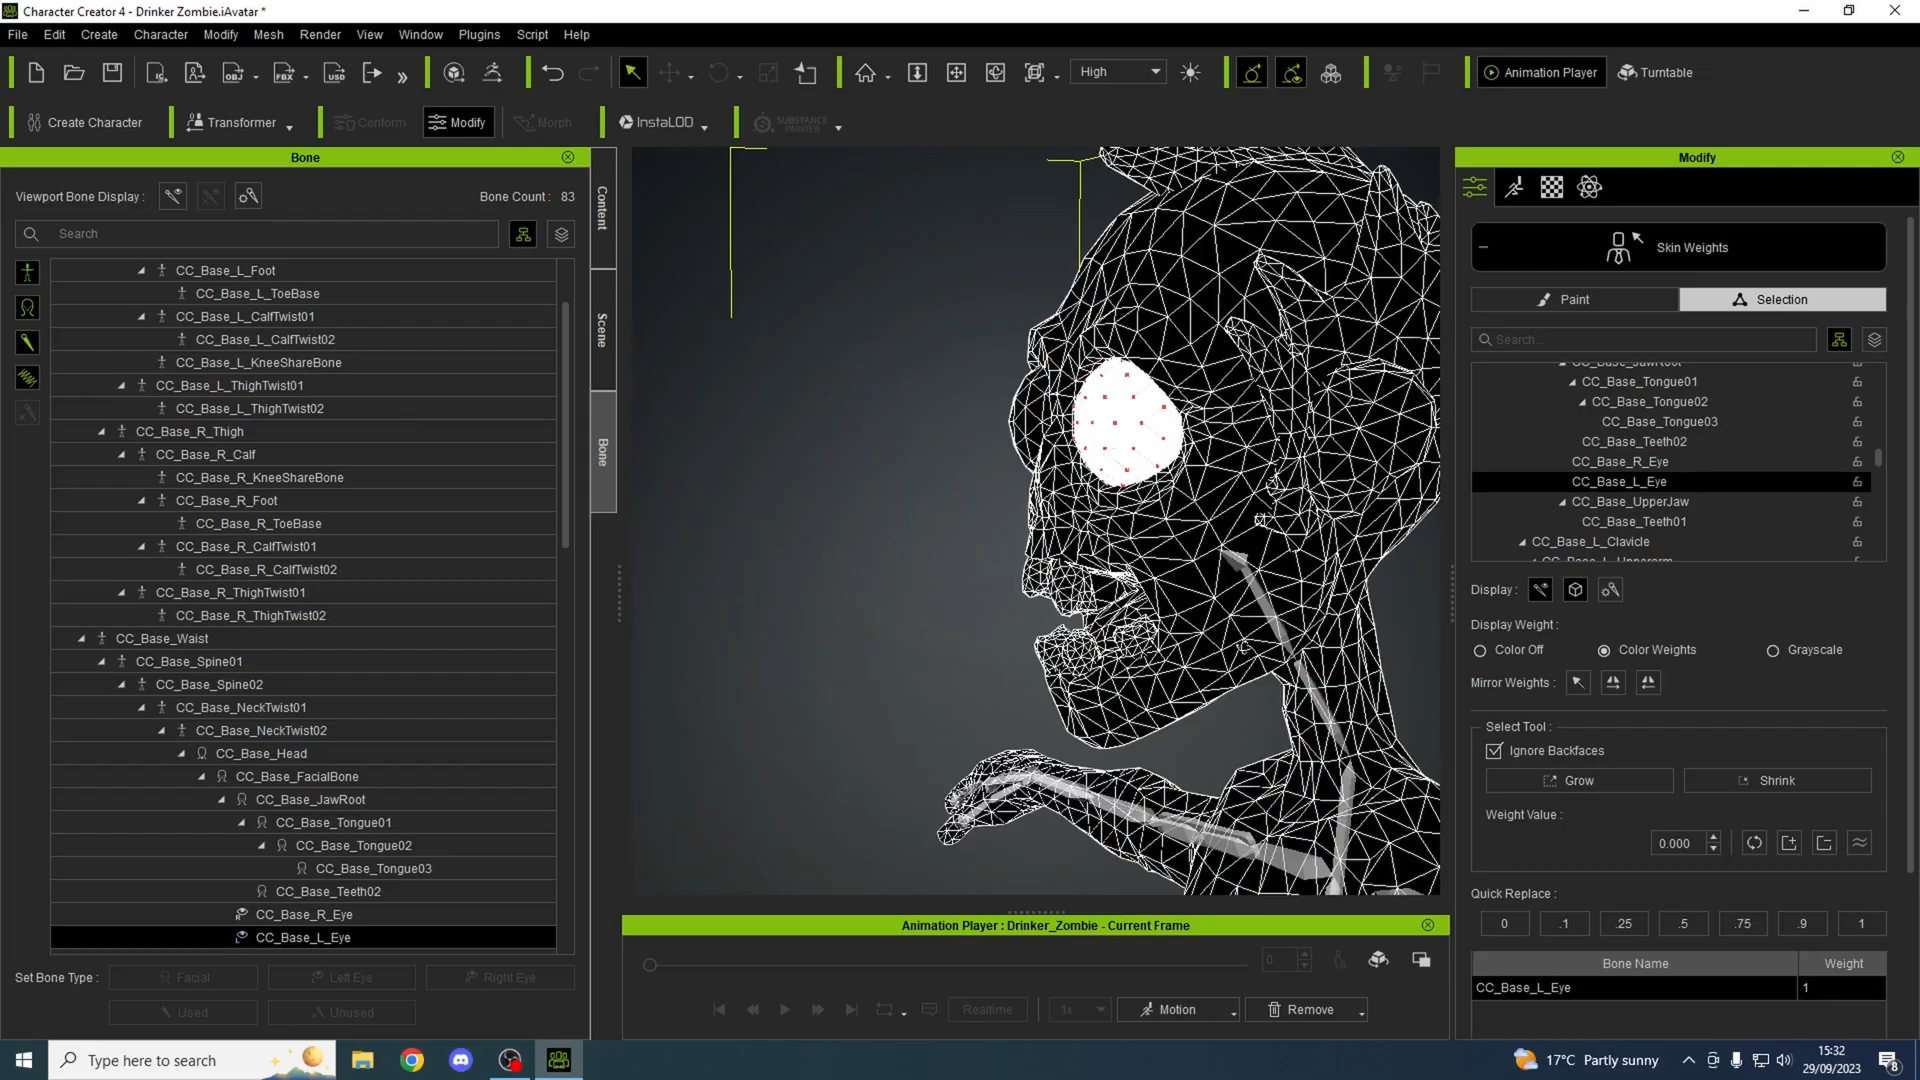 Character Creator 4 - Drinker Zombie.iAvatar *
File Edit Create Character Modify Mesh Render View Window Plugins Script Help
High
Animation Player
Turntable
Create Character
Transformer
Conform
Modify
Morph
InstaLOD
SUBSTANCE PAINTER
Bone
Viewport Bone Display :
Bone Count : 83
Search
CC_Base_L_Foot
CC_Base_L_ToeBase
CC_Base_L_CalfTwist01
CC_Base_L_CalfTwist02
CC_Base_L_KneeShareBone
CC_Base_L_ThighTwist01
CC_Base_L_ThighTwist02
CC_Base_R_Thigh
CC_Base_R_Calf
CC_Base_R_KneeShareBone
CC_Base_R_Foot
CC_Base_R_ToeBase
CC_Base_R_CalfTwist01
CC_Base_R_CalfTwist02
CC_Base_R_ThighTwist01
CC_Base_R_ThighTwist02
CC_Base_Waist
CC_Base_Spine01
CC_Base_Spine02
CC_Base_NeckTwist01
CC_Base_NeckTwist02
CC_Base_Head
CC_Base_FacialBone
CC_Base_JawRoot
CC_Base_Tongue01
CC_Base_Tongue02
CC_Base_Tongue03
CC_Base_Teeth02
CC_Base_R_Eye
CC_Base_L_Eye
Set Bone Type :
Facial
Left Eye
Right Eye
Used
Unused
Content
Scene
Bone
Animation Player : Drinker_Zombie - Current Frame
0
Realtime
1x
Motion
Remove
Modify
Skin Weights
Paint
Selection
Search...
CC_Base_JawRoot
CC_Base_Tongue01
CC_Base_Tongue02
CC_Base_Tongue03
CC_Base_Teeth02
CC_Base_R_Eye
CC_Base_L_Eye
CC_Base_UpperJaw
CC_Base_Teeth01
CC_Base_L_Clavicle
CC_Base_L_Upperarm
Display :
Display Weight :
Color Off
Color Weights
Grayscale
Mirror Weights :
Select Tool :
Ignore Backfaces
Grow
Shrink
Weight Value :
0.000
Quick Replace :
0 .1 .25 .5 .75 .9 1
Bone Name Weight
CC_Base_L_Eye 1
Type here to search
17°C Partly sunny
15:32
29/09/2023
8